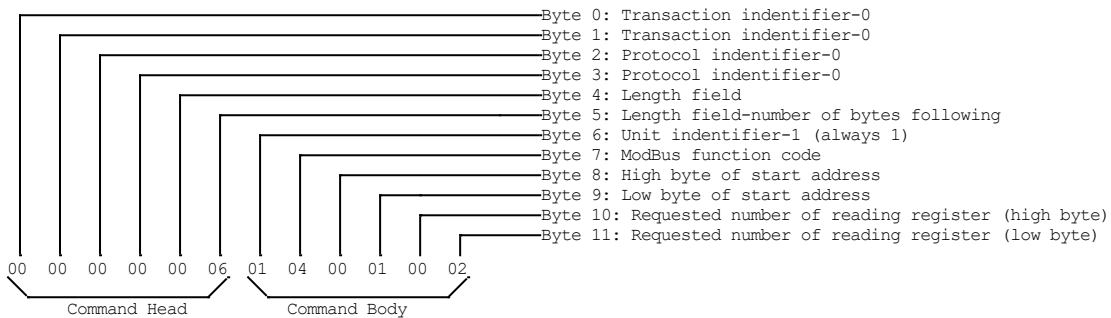 Byte 0: Transaction indentifier-0
Byte 1: Transaction indentifier-0
Byte 2: Protocol indentifier-0
Byte 3: Protocol indentifier-0
Byte 4: Length field
Byte 5: Length field-number of bytes following
Byte 6: Unit indentifier-1 (always 1)
Byte 7: ModBus function code
Byte 8: High byte of start address
Byte 9: Low byte of start address
Byte 10: Requested number of reading register (high byte)
Byte 11: Requested number of reading register (low byte)
00 00 00 00 00 06 01 04 00 01 00 02
Command Head Command Body